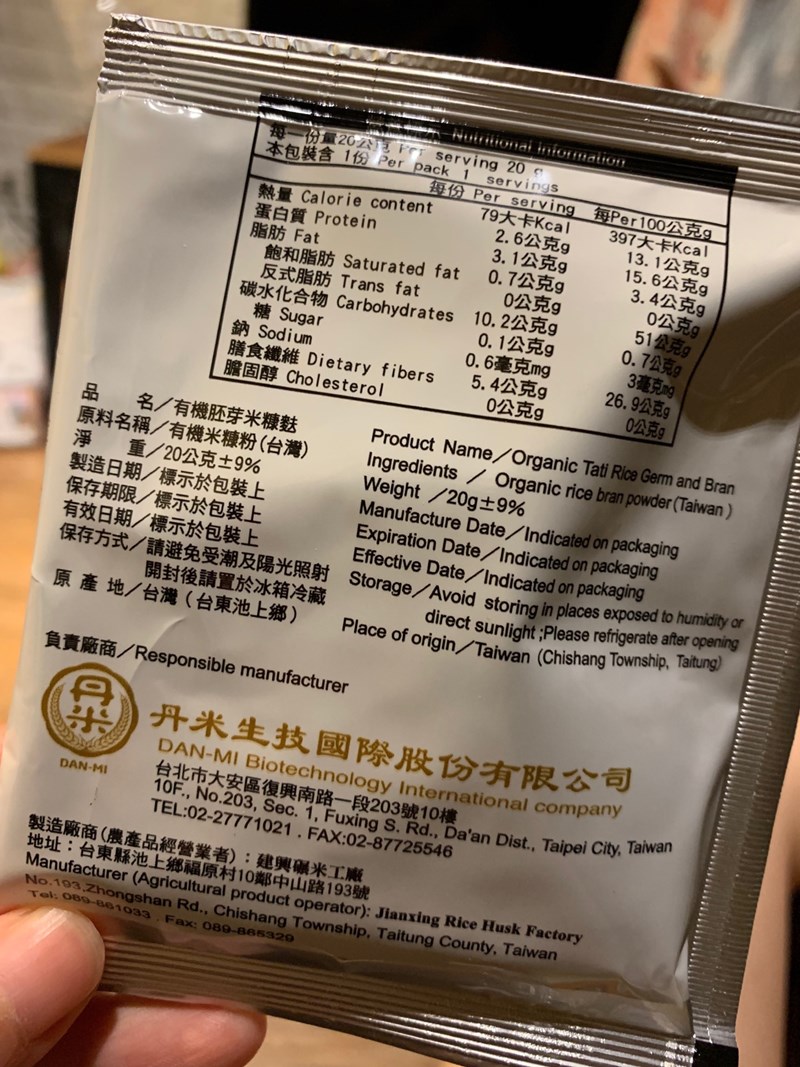 Nutritional Information
每一份量20公克 Per serving 20 g
本包裝含 1份 Per pack 1 servings
每份 Per serving 每Per100公克g
熱量 Calorie content 79大卡Kcal 397大卡Kcal
蛋白質 Protein 2.6公克g 13.1公克g
脂肪 Fat 3.1公克g 15.6公克g
飽和脂肪 Saturated fat 0.7公克g 3.4公克g
反式脂肪 Trans fat 0公克g 0公克g
碳水化合物 Carbohydrates 10.2公克g 51公克g
糖 Sugar 0.1公克g 0.7公克g
鈉 Sodium 0.6毫克mg 3毫克mg
膳食纖維 Dietary fibers 5.4公克g 26.9公克g
膽固醇 Cholesterol 0公克g 0公克g
品 名/有機胚芽米糠麩
原料名稱/有機米糠粉(台灣)
淨 重/20公克±9%
製造日期/標示於包裝上
保存期限/標示於包裝上
有效日期/標示於包裝上
保存方式/請避免受潮及陽光照射
開封後請置於冰箱冷藏
原 產 地/台灣(台東池上鄉)
Product Name/Organic Tati Rice Germ and Bran
Ingredients / Organic rice bran powder(Taiwan)
Weight /20g±9%
Manufacture Date/Indicated on packaging
Expiration Date/Indicated on packaging
Effective Date/Indicated on packaging
Storage/Avoid storing in places exposed to humidity or
direct sunlight;Please refrigerate after opening
Place of origin/Taiwan (Chishang Township, Taitung)
負責廠商/Responsible manufacturer
丹米
DAN-MI
丹米生技國際股份有限公司
DAN-MI Biotechnology International company
台北市大安區復興南路一段203號10樓
10F., No.203, Sec. 1, Fuxing S. Rd., Da'an Dist., Taipei City, Taiwan
TEL:02-27771021 . FAX:02-87725546
製造廠商(農產品經營業者):建興碾米工廠
地址:台東縣池上鄉福原村10鄰中山路193號
Manufacturer (Agricultural product operator): Jianxing Rice Husk Factory
No.193,Zhongshan Rd., Chishang Township, Taitung County, Taiwan
Tel: 089-861033 . Fax: 089-865329